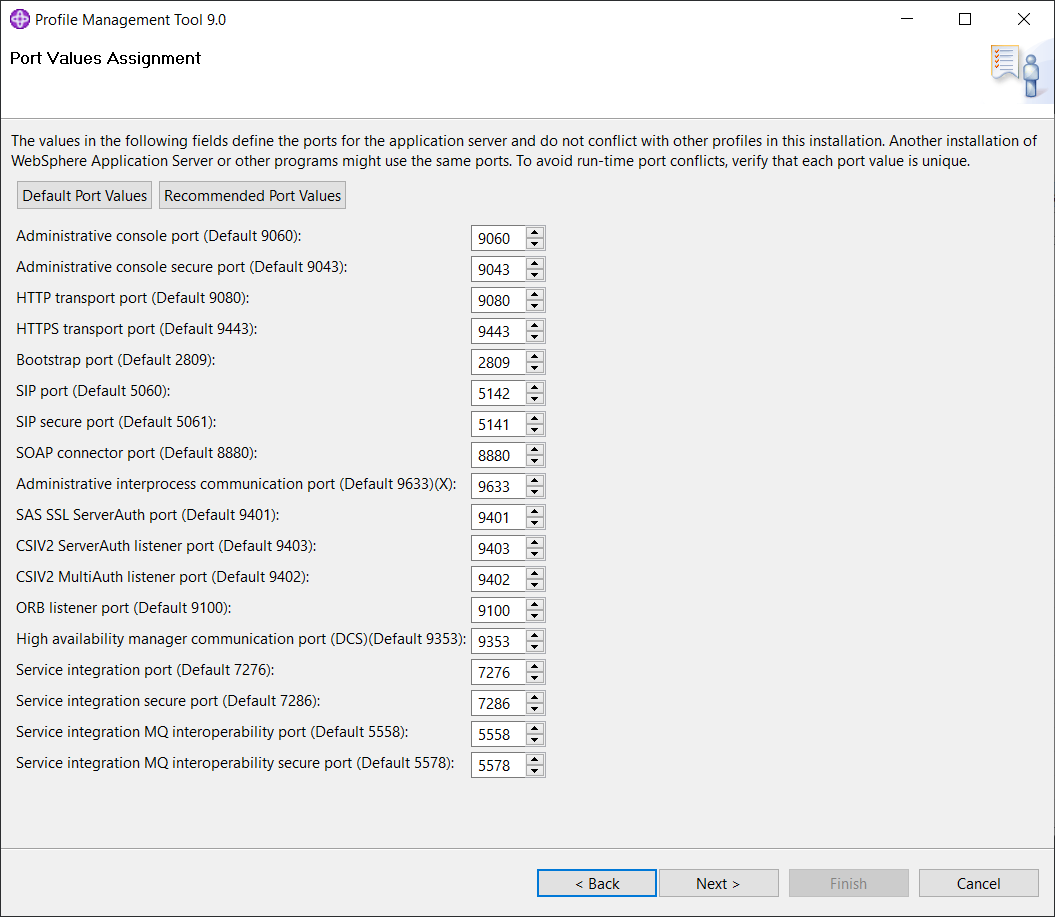 Profile Management Tool 9.0
Port Values Assignment
The values in the following fields define the ports for the application server and do not conflict with other profiles in this installation. Another installation of
WebSphere Application Server or other programs might use the same ports. To avoid run-time port conflicts, verify that each port value is unique.
Default Port Values Recommended Port Values
Administrative console port (Default 9060): 9060
Administrative console secure port (Default 9043): 9043
HTTP transport port (Default 9080): 9080
HTTPS transport port (Default 9443): 9443
Bootstrap port (Default 2809): 2809
SIP port (Default 5060): 5142
SIP secure port (Default 5061): 5141
SOAP connector port (Default 8880): 8880
Administrative interprocess communication port (Default 9633)(X): 9633
SAS SSL ServerAuth port (Default 9401): 9401
CSIV2 ServerAuth listener port (Default 9403): 9403
CSIV2 MultiAuth listener port (Default 9402): 9402
ORB listener port (Default 9100): 9100
High availability manager communication port (DCS)(Default 9353): 9353
Service integration port (Default 7276): 7276
Service integration secure port (Default 7286): 7286
Service integration MQ interoperability port (Default 5558): 5558
Service integration MQ interoperability secure port (Default 5578): 5578
< Back Next > Finish Cancel